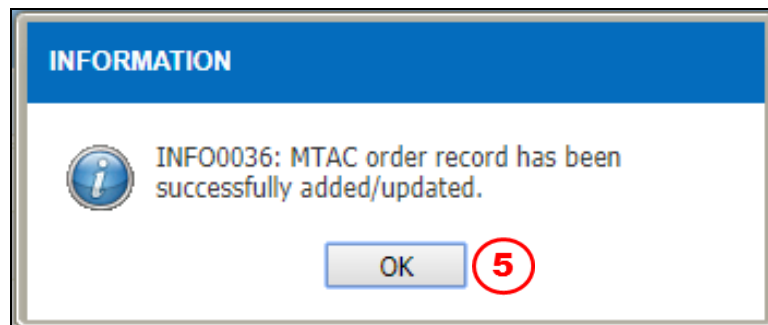 INFORMATION
INFO0036: MTAC order record has been
successfully added/updated.
OK
5